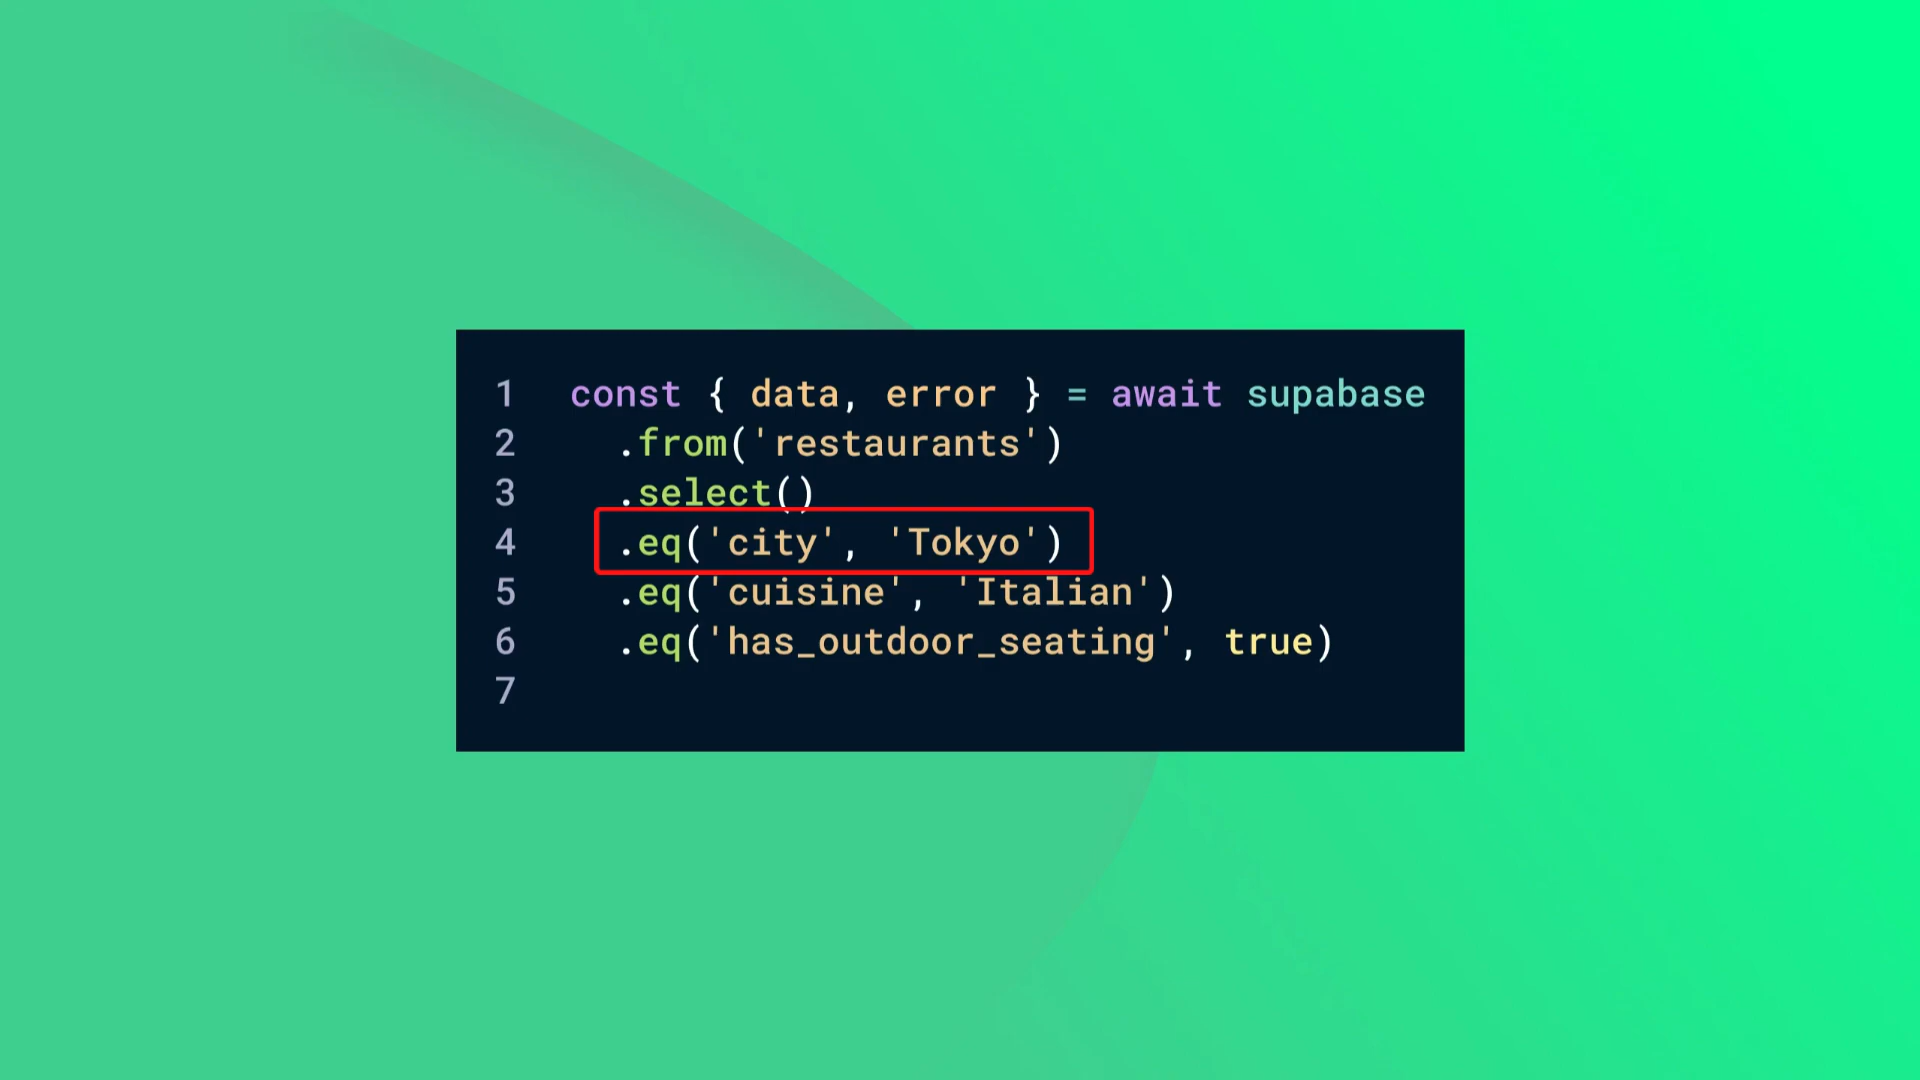 1 const { data, error } = await supabase
2 .from('restaurants')
3 .select()
4 .eq('city', 'Tokyo')
5 .eq('cuisine', 'Italian')
6 .eq('has_outdoor_seating', true)
7